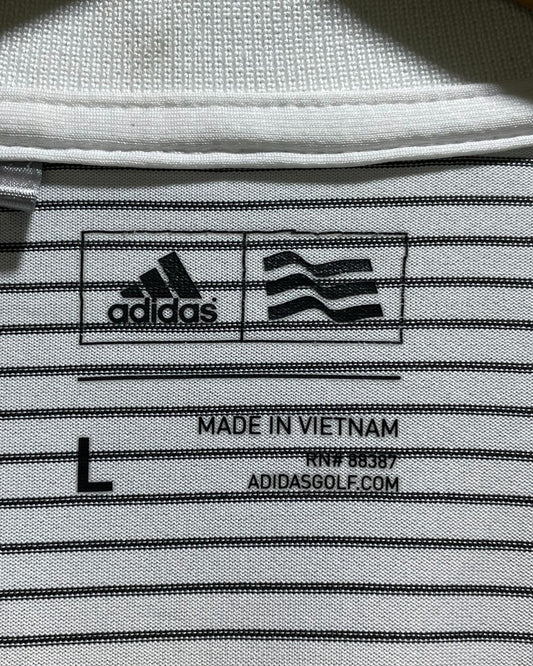 adidas
MADE IN VIETNAM
L
RN# 88387
ADIDASGOLF.COM